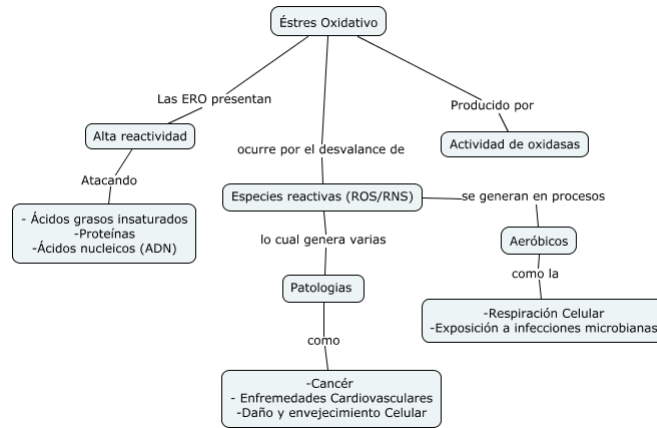 Éstres Oxidativo
Las ERO presentan
Alta reactividad
Atacando
- Ácidos grasos insaturados
-Proteínas
-Ácidos nucleicos (ADN)
ocurre por el desvalance de
Especies reactivas (ROS/RNS)
lo cual genera varias
Patologias
como
-Cancér
- Enfremedades Cardiovasculares
-Daño y envejecimiento Celular
Producido por
Actividad de oxidasas
se generan en procesos
Aeróbicos
como la
-Respiración Celular
-Exposición a infecciones microbianas